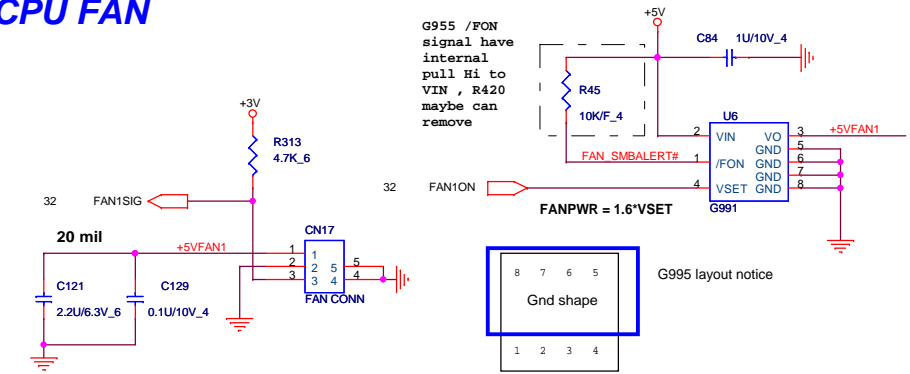 CPU FAN
G955 /FON
signal have
internal
pull Hi to
VIN , R420
maybe can
remove
+5V
C84 1U/10V_4
R45
10K/F_4
U6
2 VIN VO 3 +5VFAN1
GND 5
FAN_SMBALERT# 1 /FON GND 6
GND 7
32 FAN1ON 4 VSET GND 8
FANPWR = 1.6*VSET
G991
+3V
R313
4.7K_6
32 FAN1SIG
20 mil
+5VFAN1
CN17
1 1
2 2 5 5
3 3 4 4
FAN CONN
C121
2.2U/6.3V_6
C129
0.1U/10V_4
8 7 6 5
Gnd shape
1 2 3 4
G995 layout notice